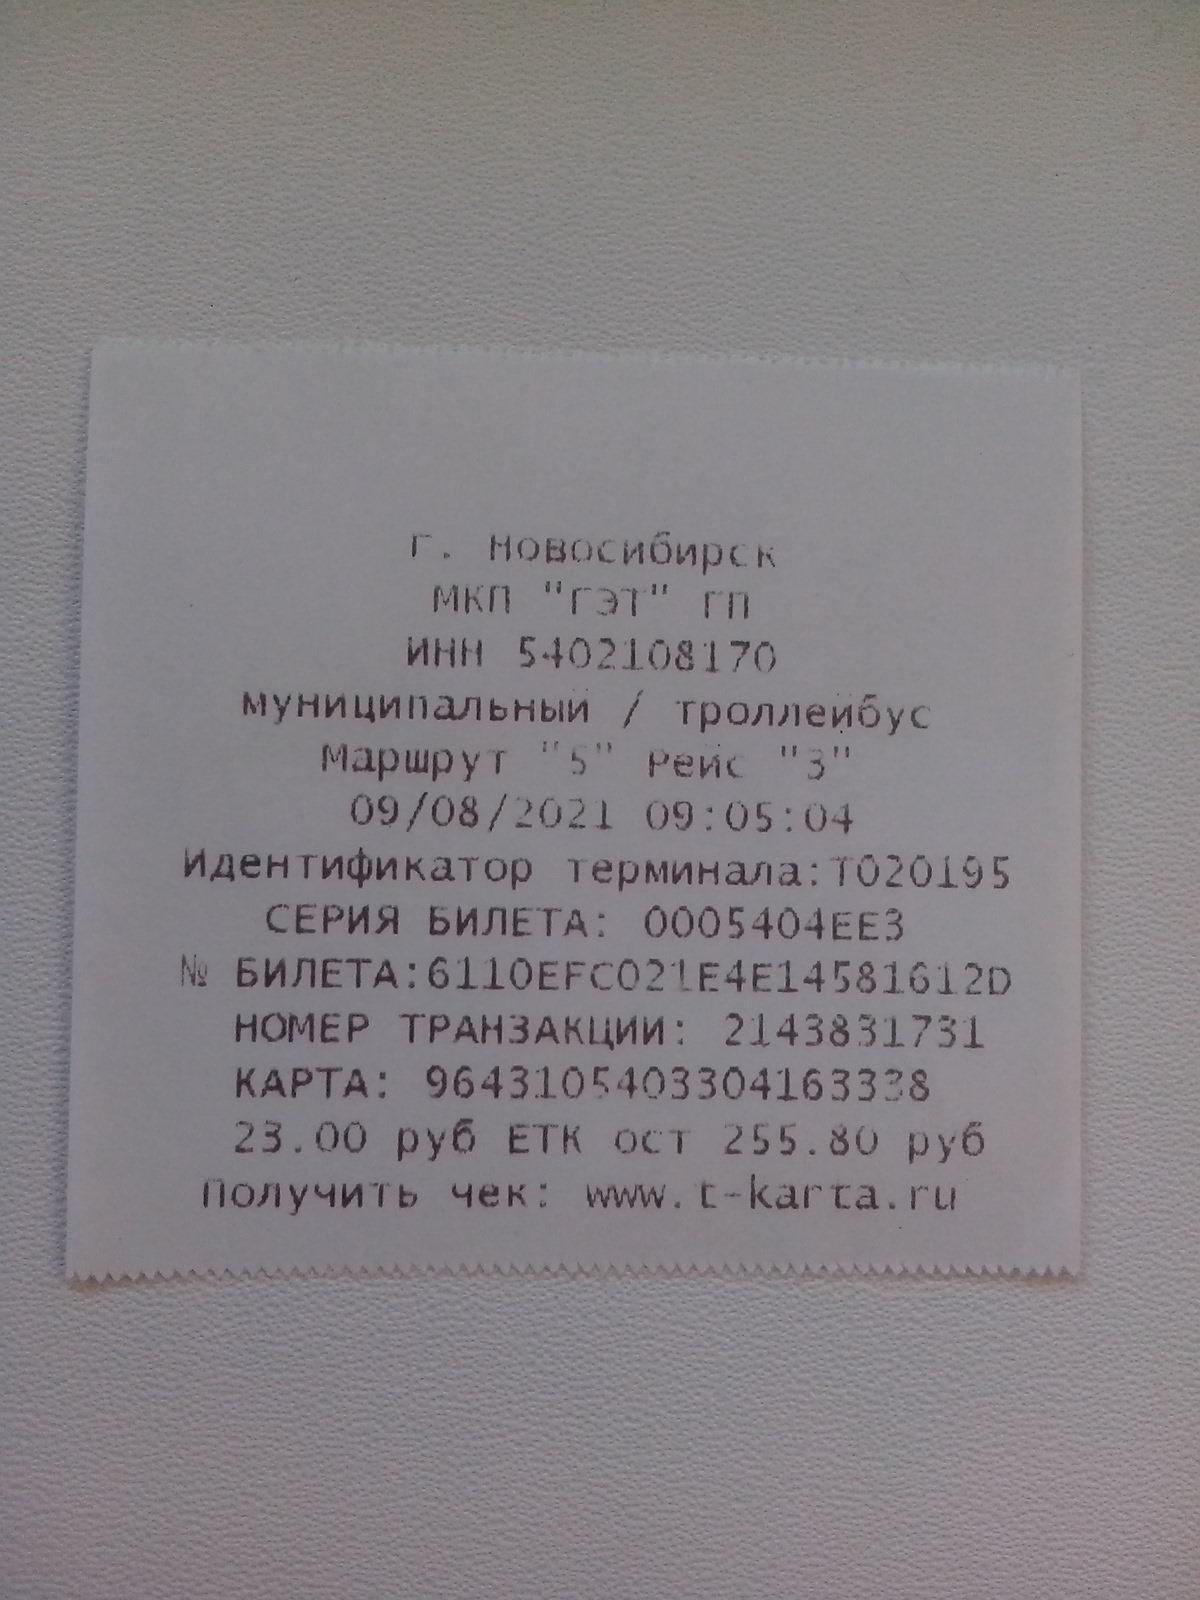 г. Новосибирск
МКП "ГЭТ" ГП
ИНН 5402108170
муниципальный / троллейбус
Маршрут "5" Рейс "3"
09/08/2021 09:05:04
Идентификатор терминала:Т020195
СЕРИЯ БИЛЕТА: 0005404EE3
№ БИЛЕТА:6110EFC021E4E14581612D
НОМЕР ТРАНЗАКЦИИ: 2143831731
КАРТА: 9643105403304163338
23.00 руб ЕТК ост 255.80 руб
Получить чек: www.t-karta.ru